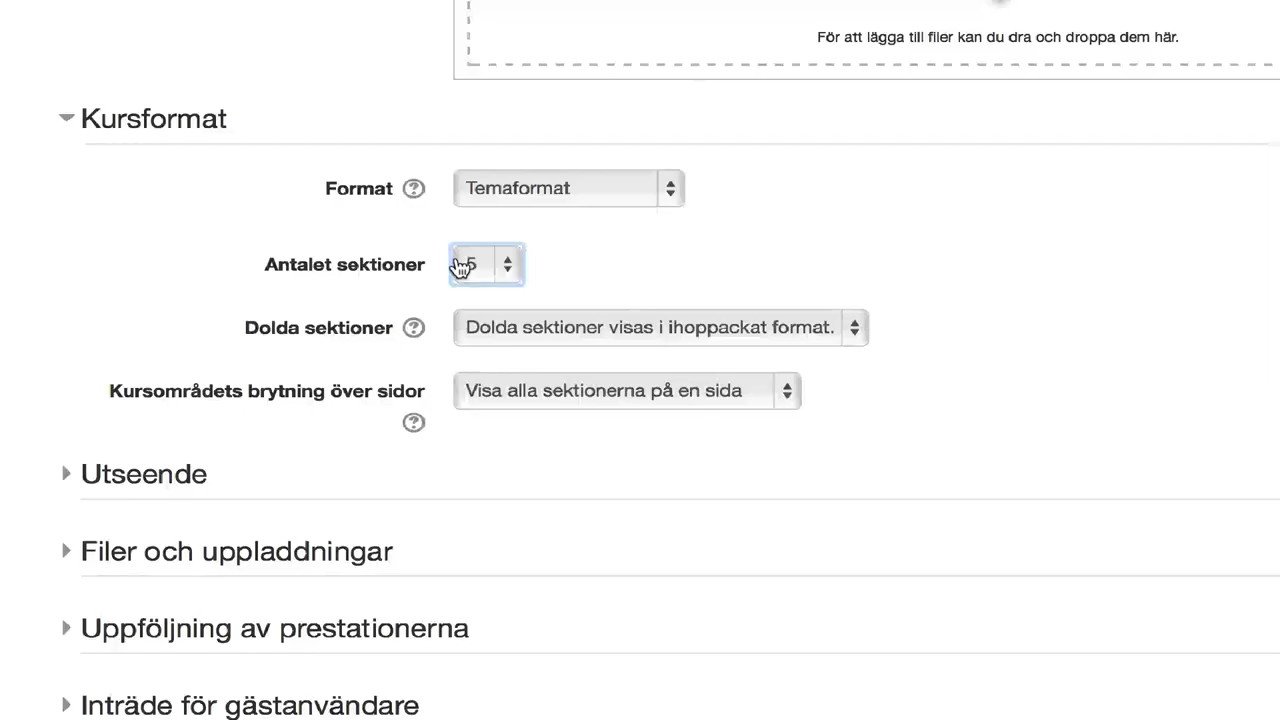 För att lägga till filer kan du dra och droppa dem här.
Kursformat
Format
Temaformat
Antalet sektioner
5
Dolda sektioner
Dolda sektioner visas i ihoppackat format.
Kursområdets brytning över sidor
Visa alla sektionerna på en sida
Utseende
Filer och uppladdningar
Uppföljning av prestationerna
Inträde för gästanvändare